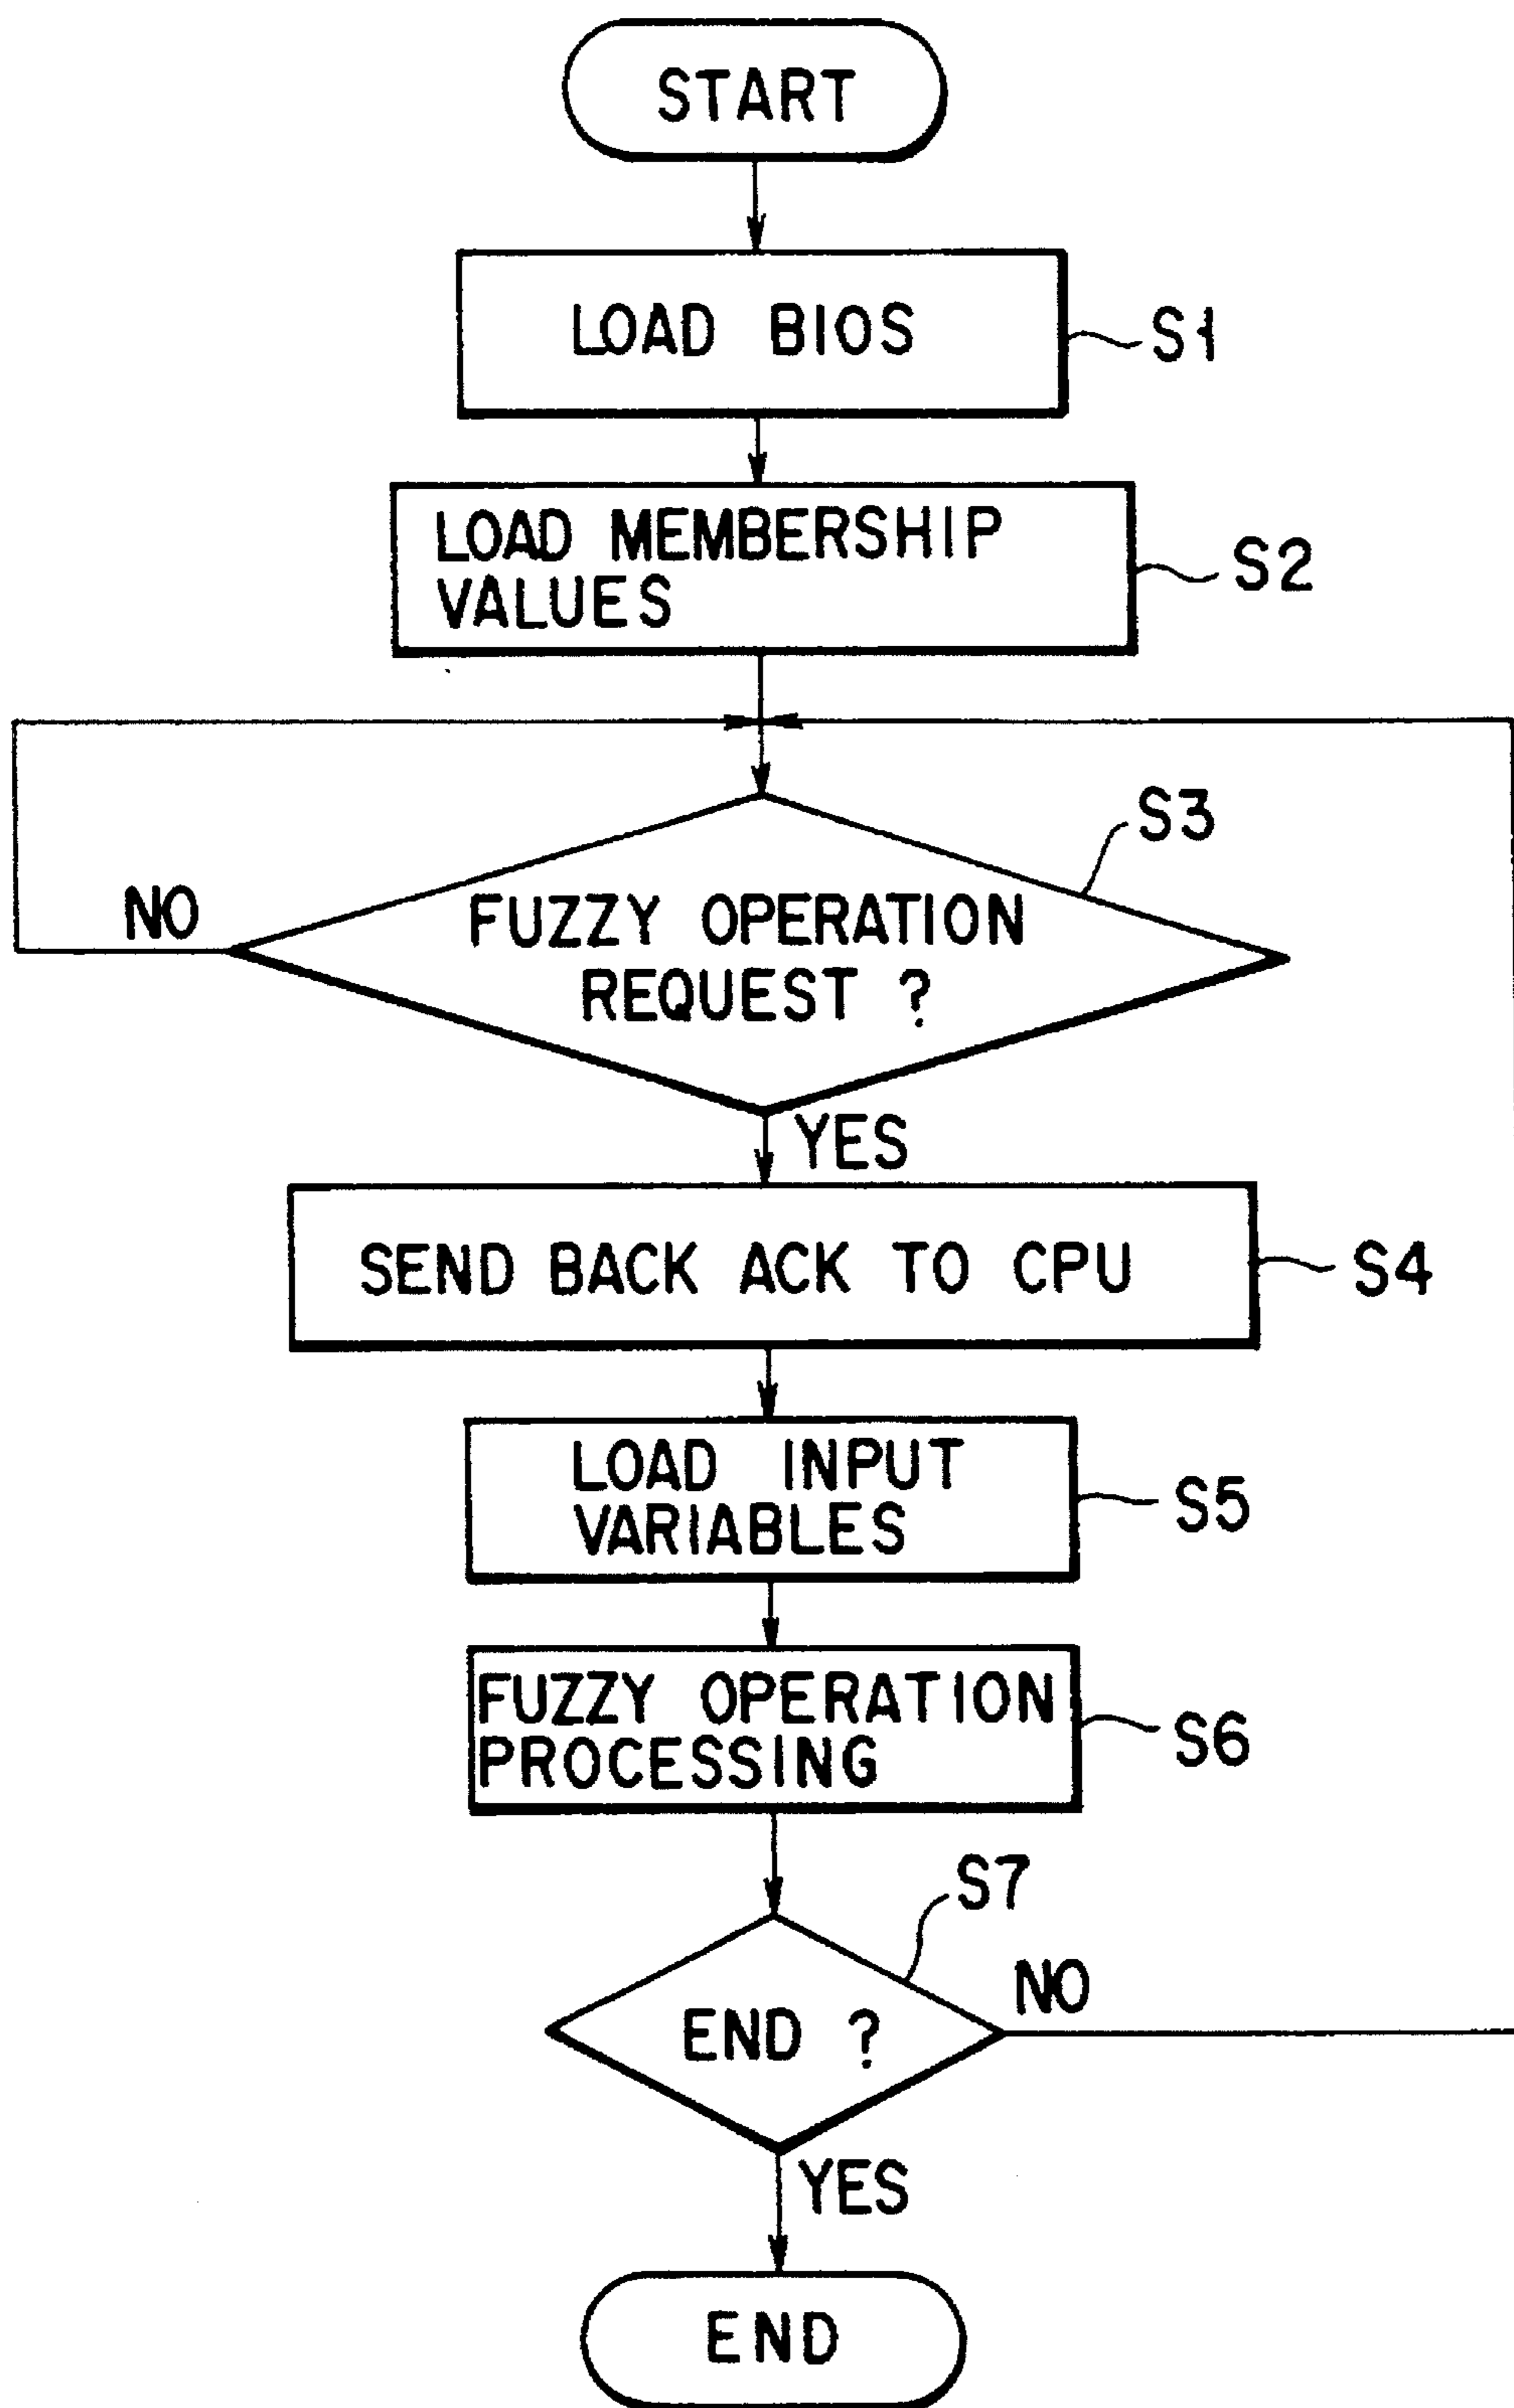 START
LOAD BIOS
S1
LOAD MEMBERSHIP
VALUES
S2
S3
NO
FUZZY OPERATION
REQUEST ?
YES
SEND BACK ACK TO CPU
S4
LOAD INPUT
VARIABLES
S5
FUZZY OPERATION
PROCESSING
S6
S7
NO
END ?
YES
END